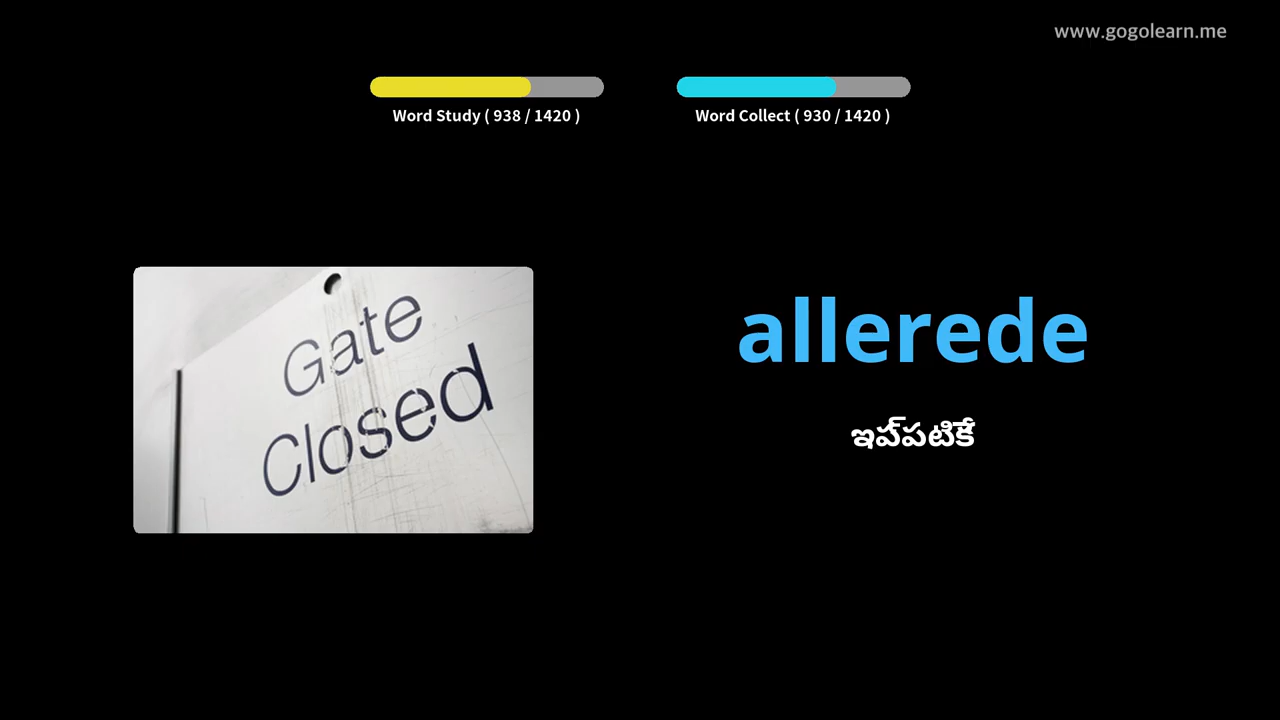 www.gogolearn.me
Word Study ( 938 / 1420 )
Word Collect ( 930 / 1420 )
Gate
Closed
allerede
ఇప్పటికే